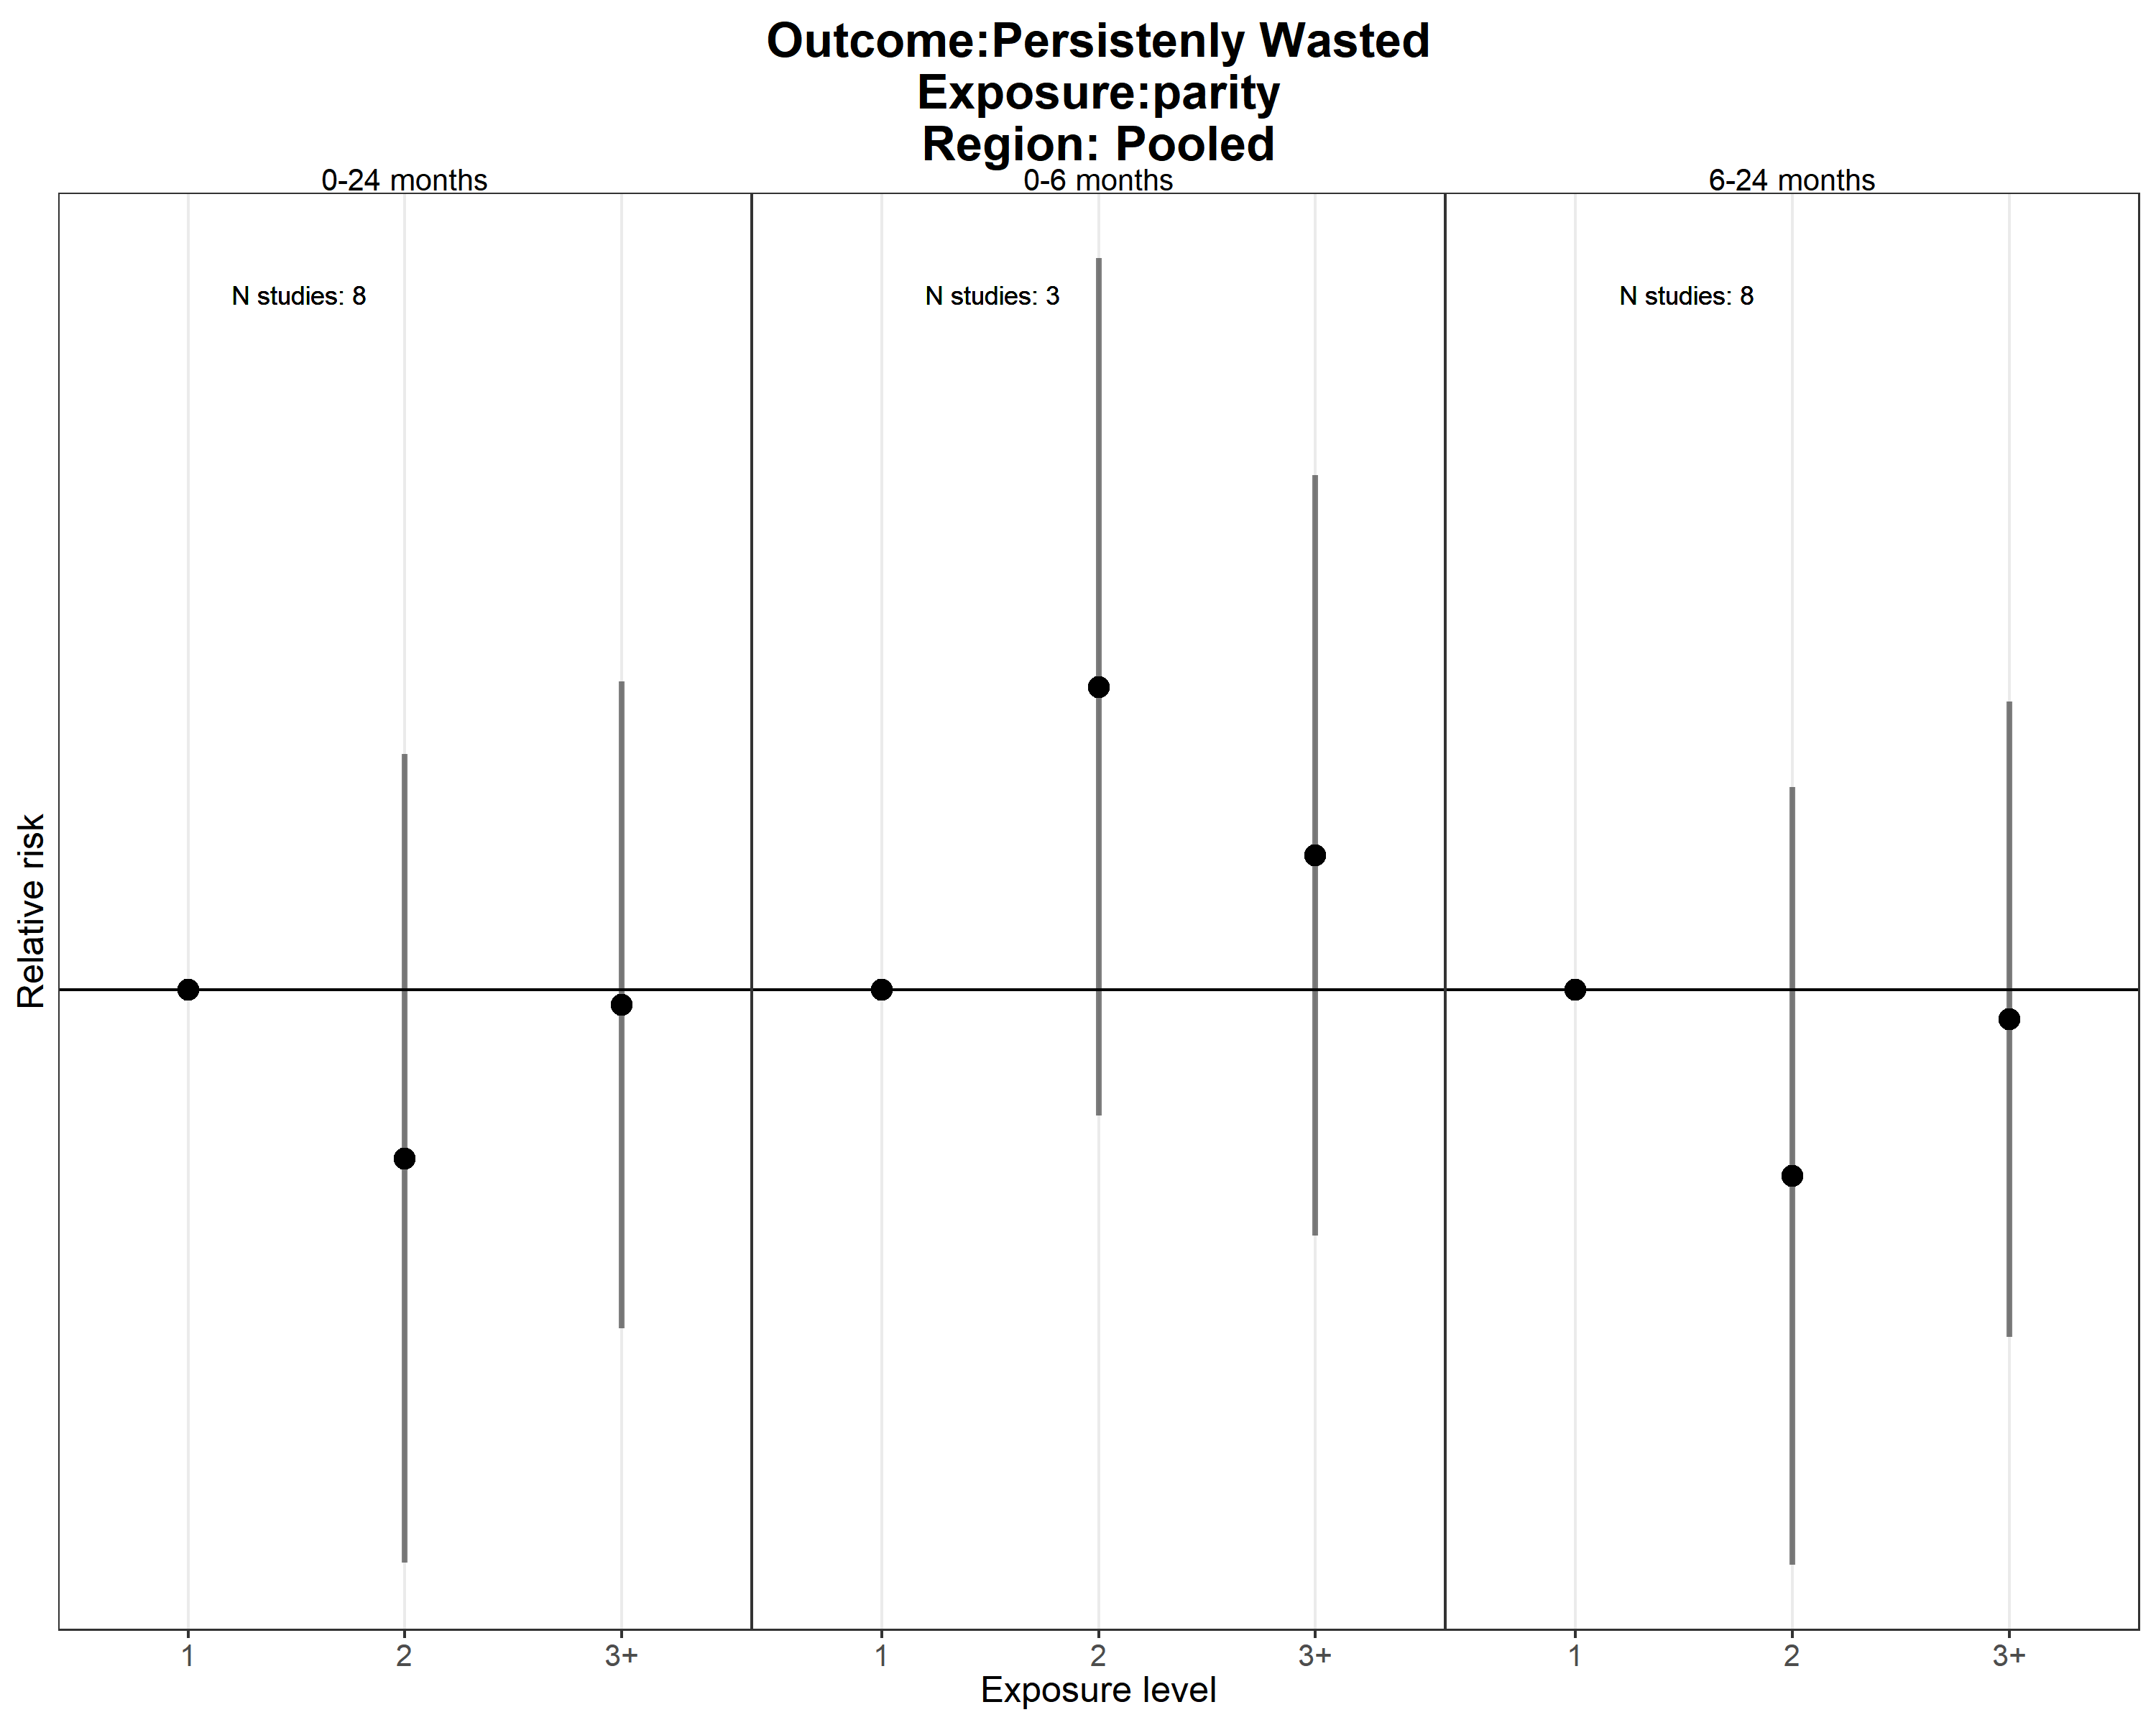 Outcome:Persistenly Wasted
Exposure:parity
Region: Pooled
0-24 months
0-6 months
6-24 months
N studies: 8
N studies: 3
N studies: 8
Relative risk
1
2
3+
1
2
3+
1
2
3+
Exposure level